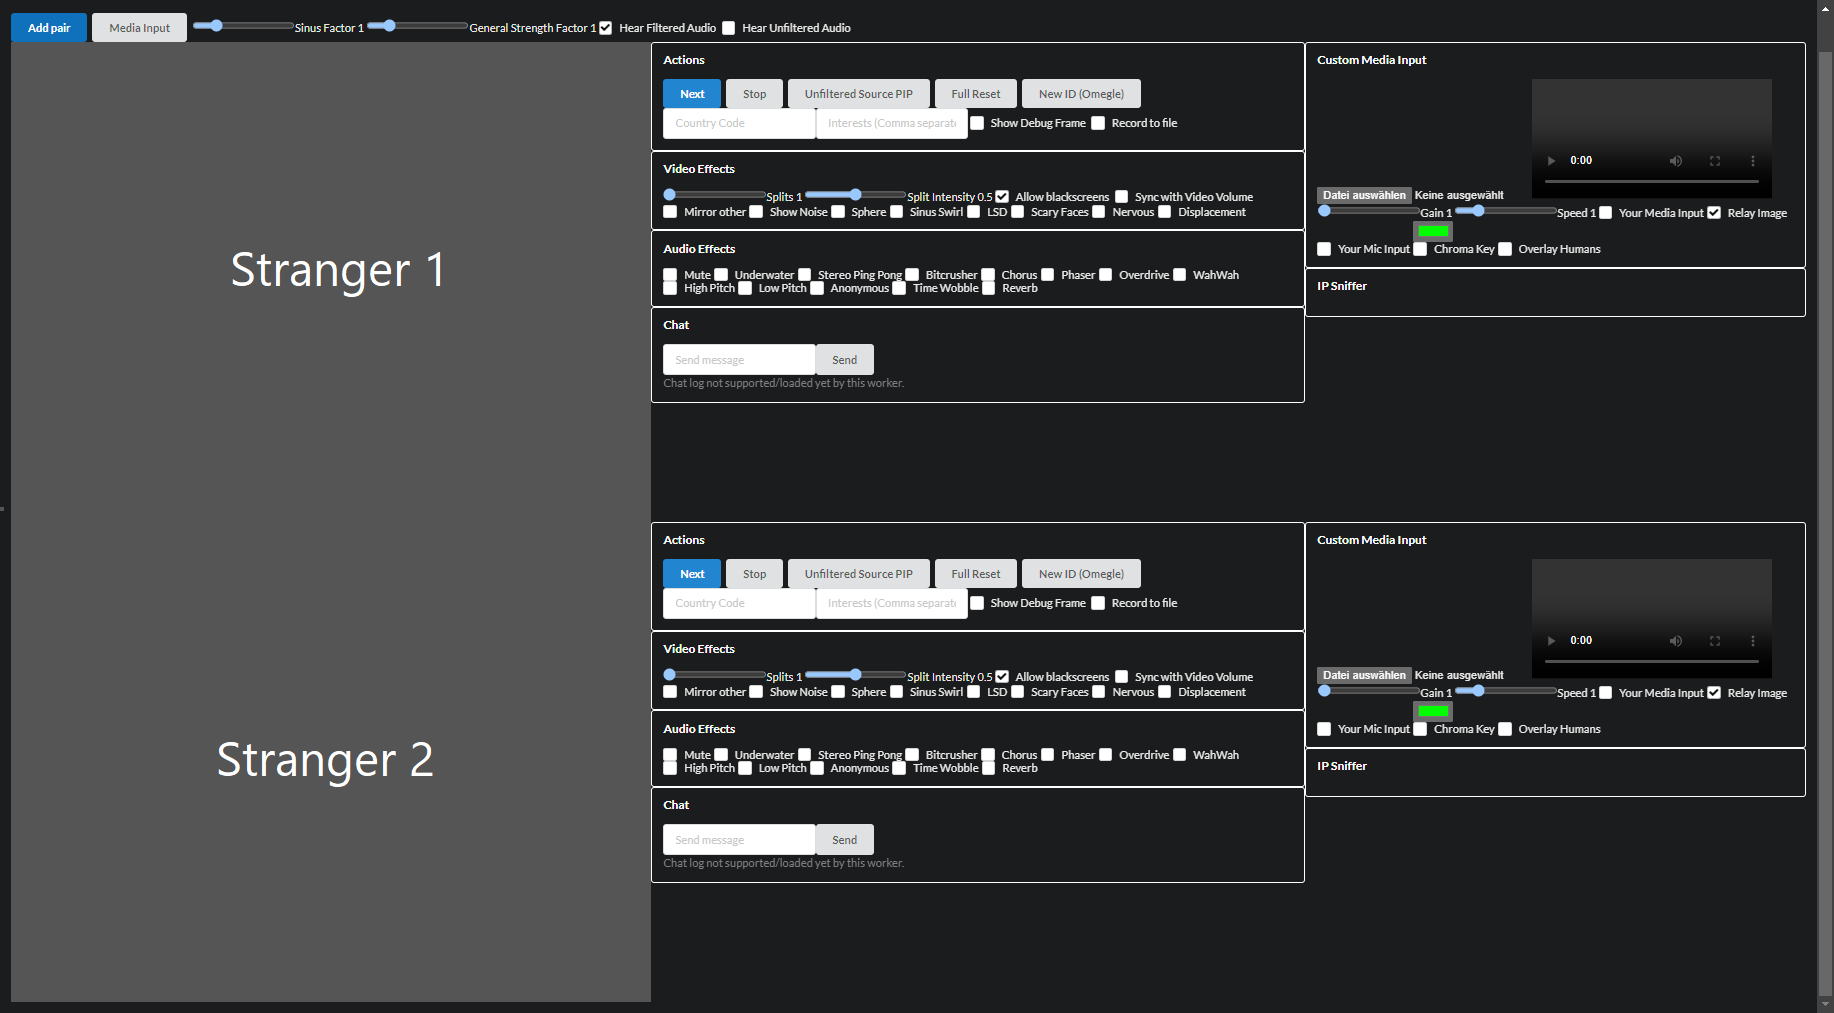 Add pair Media Input Sinus Factor 1 General Strength Factor 1 Hear Filtered Audio Hear Unfiltered Audio
Stranger 1
Actions
Next Stop Unfiltered Source PIP Full Reset New ID (Omegle)
Country Code Interests (Comma separate Show Debug Frame Record to file
Video Effects
Splits 1 Split Intensity 0.5 Allow blackscreens Sync with Video Volume
Mirror other Show Noise Sphere Sinus Swirl LSD Scary Faces Nervous Displacement
Audio Effects
Mute Underwater Stereo Ping Pong Bitcrusher Chorus Phaser Overdrive WahWah
High Pitch Low Pitch Anonymous Time Wobble Reverb
Chat
Send message Send
Chat log not supported/loaded yet by this worker.
Custom Media Input
0:00
Datei auswählen Keine ausgewählt
Gain 1 Speed 1 Your Media Input Relay Image
Your Mic Input Chroma Key Overlay Humans
IP Sniffer
Stranger 2
Actions
Next Stop Unfiltered Source PIP Full Reset New ID (Omegle)
Country Code Interests (Comma separate Show Debug Frame Record to file
Video Effects
Splits 1 Split Intensity 0.5 Allow blackscreens Sync with Video Volume
Mirror other Show Noise Sphere Sinus Swirl LSD Scary Faces Nervous Displacement
Audio Effects
Mute Underwater Stereo Ping Pong Bitcrusher Chorus Phaser Overdrive WahWah
High Pitch Low Pitch Anonymous Time Wobble Reverb
Chat
Send message Send
Chat log not supported/loaded yet by this worker.
Custom Media Input
0:00
Datei auswählen Keine ausgewählt
Gain 1 Speed 1 Your Media Input Relay Image
Your Mic Input Chroma Key Overlay Humans
IP Sniffer